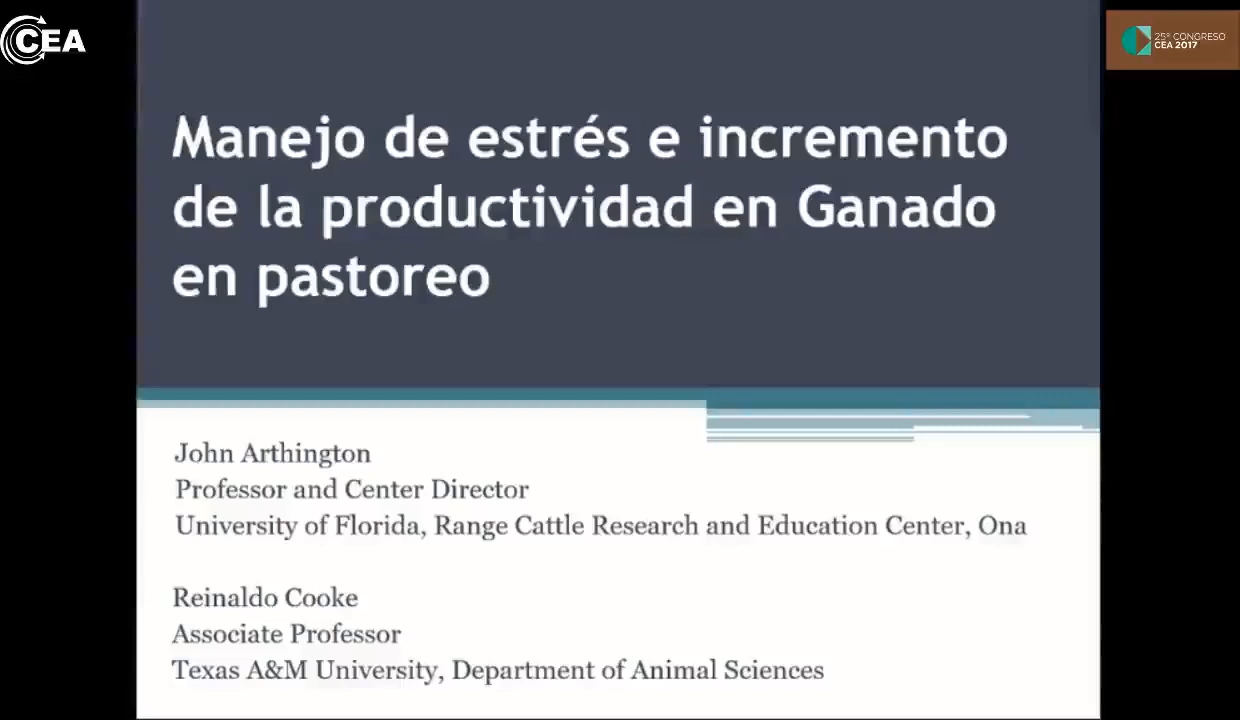 CEA
25º CONGRESO
CEA 2017
Manejo de estrés e incremento
de la productividad en Ganado
en pastoreo
John Arthington
Professor and Center Director
University of Florida, Range Cattle Research and Education Center, Ona
Reinaldo Cooke
Associate Professor
Texas A&M University, Department of Animal Sciences